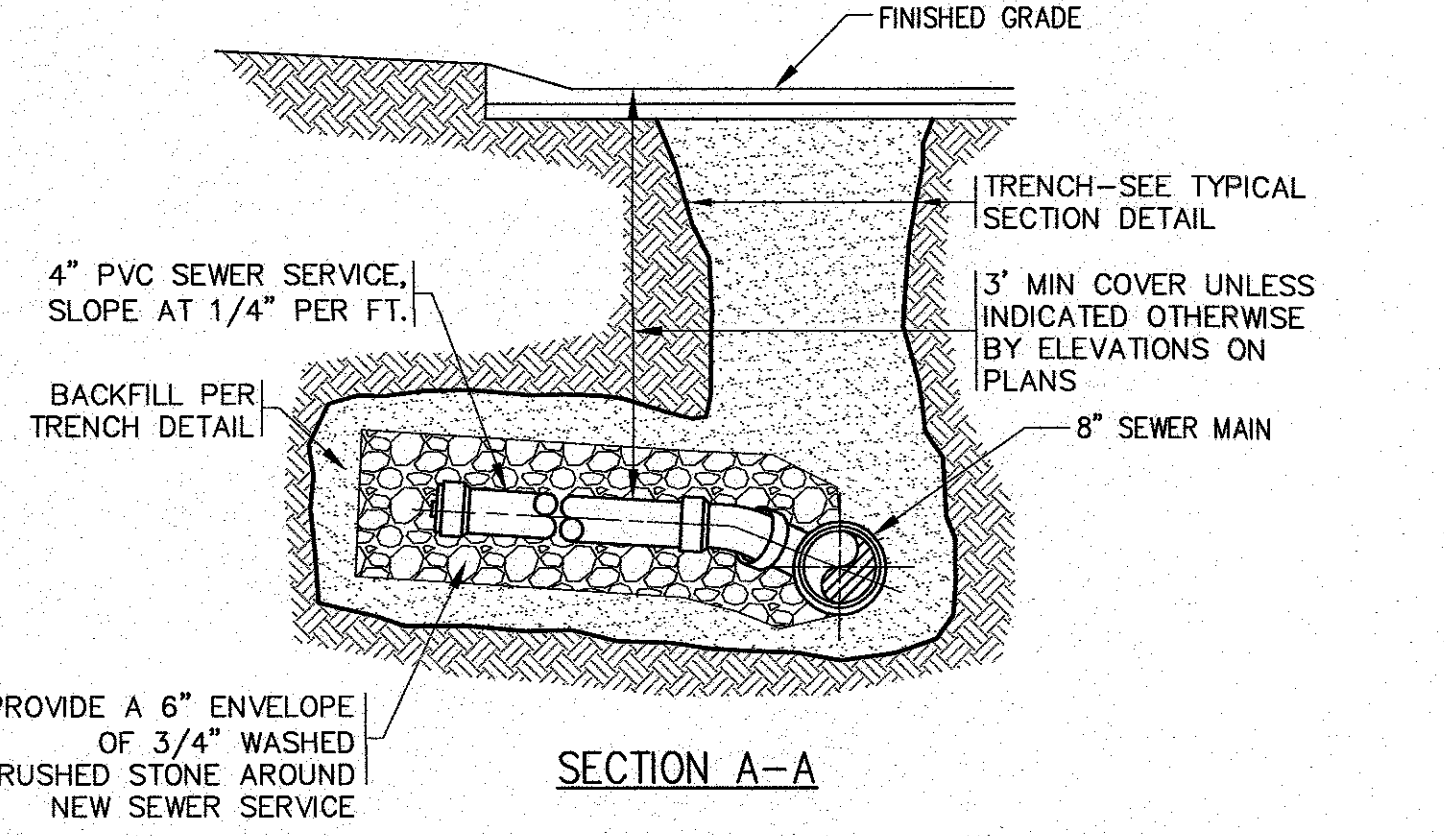 FINISHED GRADE
TRENCH-SEE TYPICAL
SECTION DETAIL
4" PVC SEWER SERVICE,
SLOPE AT 1/4" PER FT.
3' MIN COVER UNLESS
INDICATED OTHERWISE
BY ELEVATIONS ON
PLANS
BACKFILL PER
TRENCH DETAIL
8" SEWER MAIN
PROVIDE A 6" ENVELOPE
OF 3/4" WASHED
RUSHED STONE AROUND
NEW SEWER SERVICE
SECTION A-A